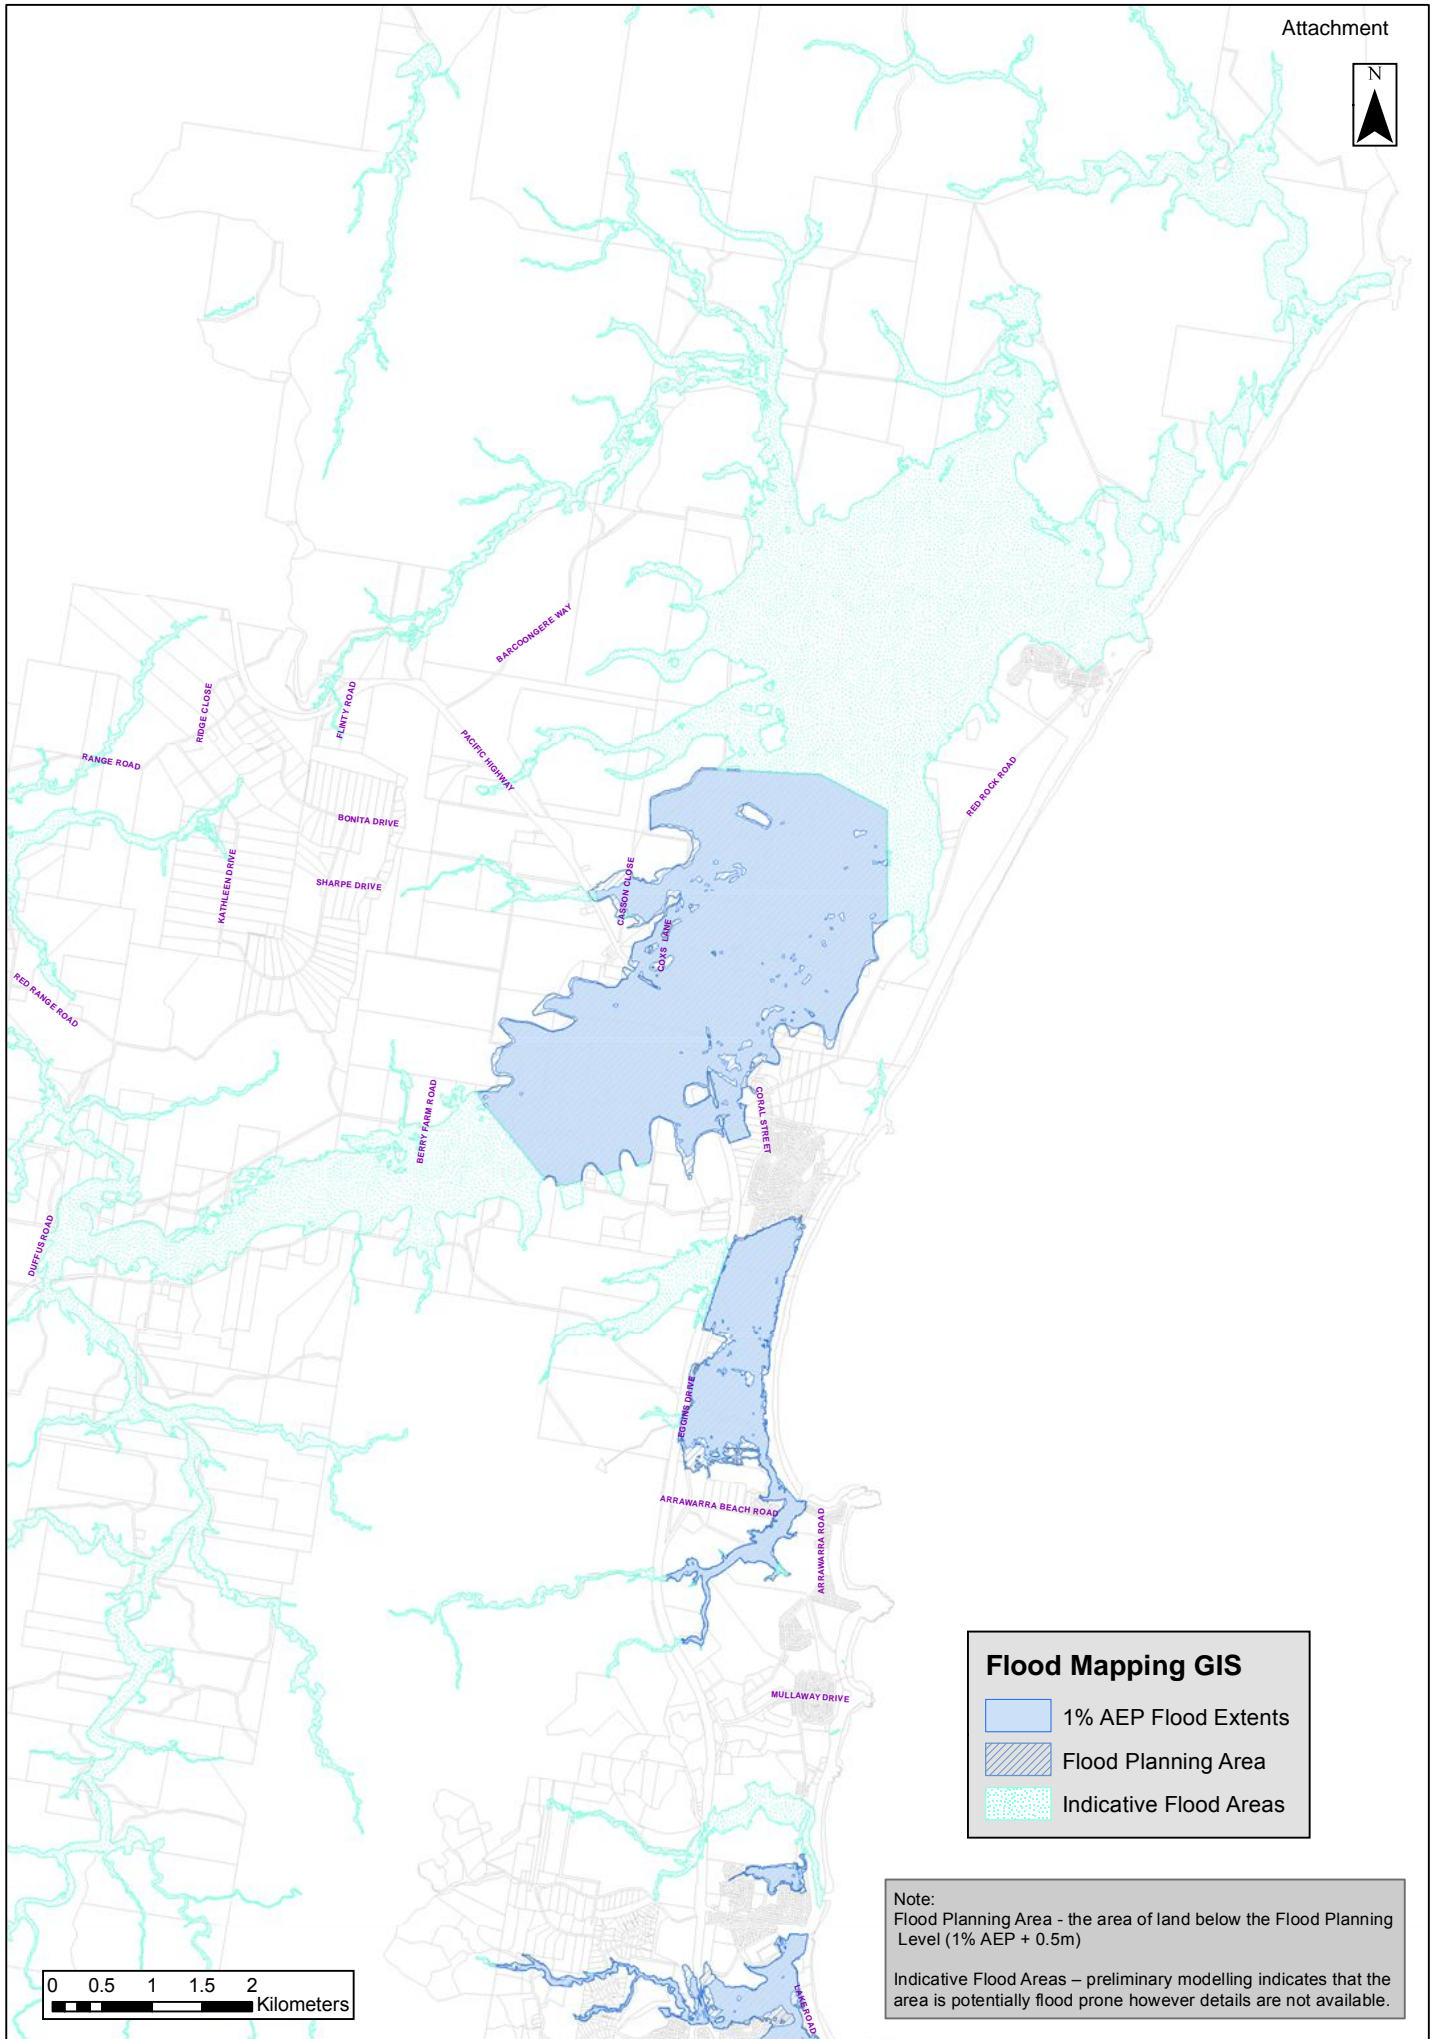 Attachment
N
BARCOONGERE WAY
RIDGE CLOSE
FLINTY ROAD
RANGE ROAD
PACIFIC HIGHWAY
RED ROCK ROAD
BONITA DRIVE
KATHLEEN DRIVE
SHARPE DRIVE
CASSON CLOSE
COXS LANE
RED RANGE ROAD
BERRY FARM ROAD
CORAL STREET
DUFFUS ROAD
EGGINS DRIVE
ARRAWARRA BEACH ROAD
ARRAWARRA ROAD
MULLAWAY DRIVE
LAKE ROAD
Flood Mapping GIS
1% AEP Flood Extents
Flood Planning Area
Indicative Flood Areas
Note:
Flood Planning Area - the area of land below the Flood Planning
Level (1% AEP + 0.5m)
Indicative Flood Areas – preliminary modelling indicates that the
area is potentially flood prone however details are not available.
0 0.5 1 1.5 2
Kilometers